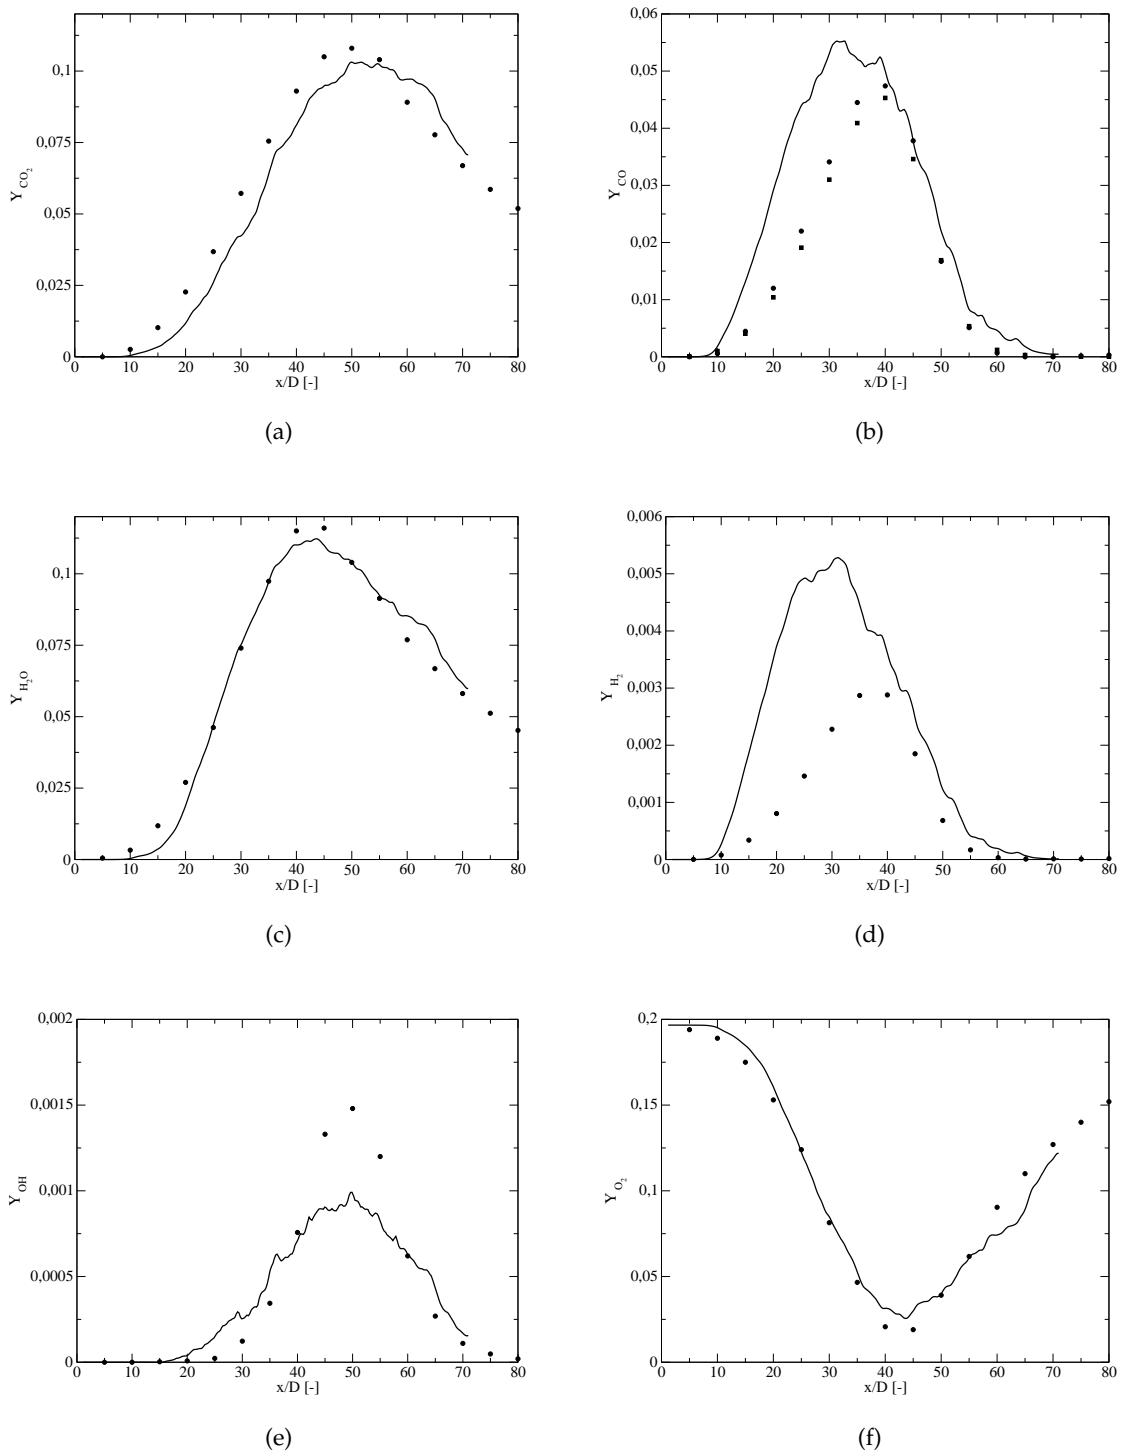 0,1
0,075
0,05
0,025
0
Y CO₂
0 10 20 30 40 50 60 70 80
x/D [-]
(a)
0,06
0,05
0,04
0,03
0,02
0,01
0
Y CO
0 10 20 30 40 50 60 70 80
x/D [-]
(b)
0,1
0,075
0,05
0,025
0
Y H₂O
0 10 20 30 40 50 60 70 80
x/D [-]
(c)
0,006
0,005
0,004
0,003
0,002
0,001
0
Y H₂
0 10 20 30 40 50 60 70 80
x/D [-]
(d)
0,002
0,0015
0,001
0,0005
0
Y OH
0 10 20 30 40 50 60 70 80
x/D [-]
(e)
0,2
0,15
0,1
0,05
0
Y O₂
0 10 20 30 40 50 60 70 80
x/D [-]
(f)